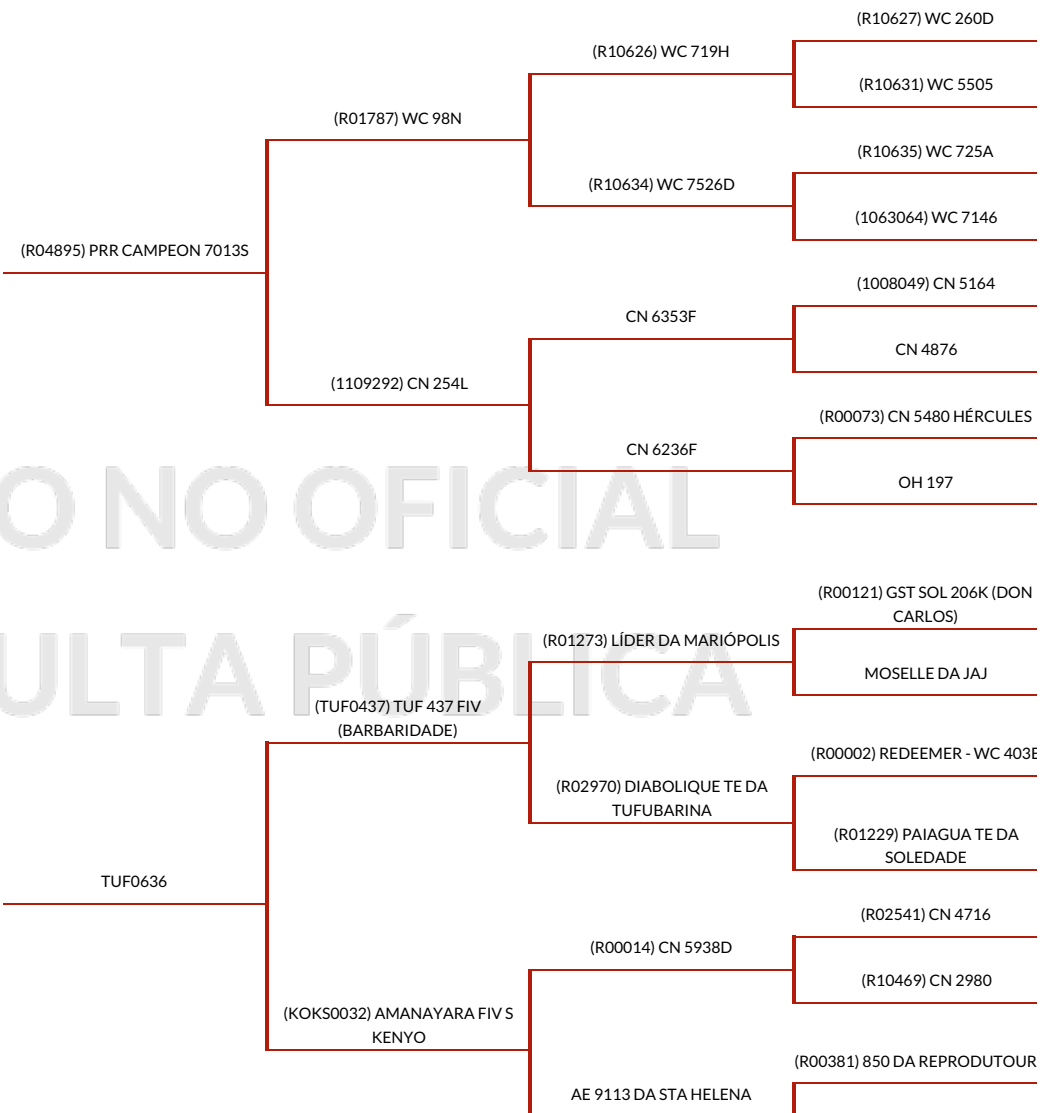 (R10627) WC 260D
(R10626) WC 719H
(R10631) WC 5505
(R01787) WC 98N
(R10635) WC 725A
(R10634) WC 7526D
(1063064) WC 7146
(R04895) PRR CAMPEON 7013S
(1008049) CN 5164
CN 6353F
CN 4876
(1109292) CN 254L
(R00073) CN 5480 HÉRCULES
CN 6236F
OH 197
O NO OFICIAL
(R00121) GST SOL 206K (DON
CARLOS)
(R01273) LÍDER DA MARIÓPOLIS
MOSELLE DA JAJ
ULTA PÚBLICA
(TUF0437) TUF 437 FIV
(BARBARIDADE)
(R00002) REDEEMER - WC 403E
(R02970) DIABOLIQUE TE DA
TUFUBARINA
(R01229) PAIAGUA TE DA
SOLEDADE
TUF0636
(R02541) CN 4716
(R00014) CN 5938D
(R10469) CN 2980
(KOKS0032) AMANAYARA FIV S
KENYO
(R00381) 850 DA REPRODUTOUR
AE 9113 DA STA HELENA